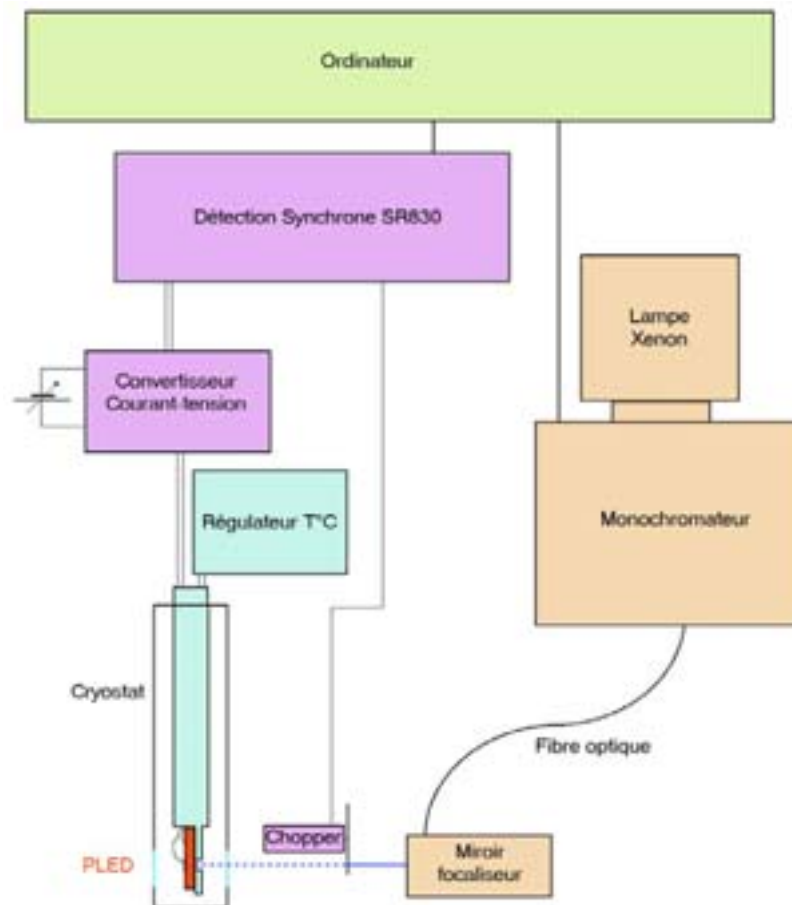 Ordinateur
Détection Synchrone SR830
Lampe
Xenon
Convertisseur
Courant-tension
Régulateur T°C
Monochromateur
Cryostat
Fibre optique
Chopper
PLED
Miroir
focaliseur